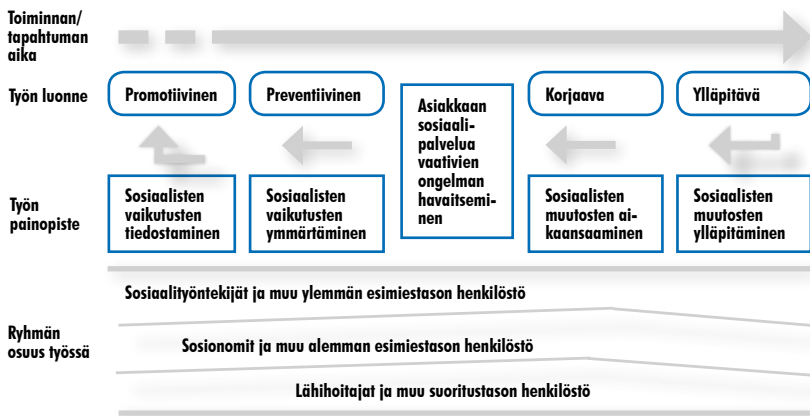 Toiminnan/
tapahtuman
aika
Työn luonne
Promotiivinen
Preventiivinen
Asiakkaan
sosiaali-
palvelua
vaativien
ongelman
havaitsemi-
nen
Korjaava
Ylläpitävä
Työn
painopiste
Sosiaalisten
vaikutusten
tiedostaminen
Sosiaalisten
vaikutusten
ymmärtäminen
Sosiaalisten
muutosten ai-
kaansaaminen
Sosiaalisten
muutosten
ylläpitäminen
Ryhmän
osuus työssä
Sosiaalityöntekijät ja muu ylemmän esimiestason henkilöstö
Sosionomit ja muu alemman esimiestason henkilöstö
Lähihoitajat ja muu suoritustason henkilöstö